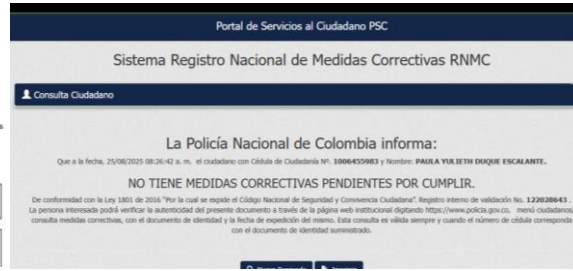 Portal de Servicios al Ciudadano PSC
Sistema Registro Nacional de Medidas Correctivas RNMC
Consulta Ciudadano
La Policía Nacional de Colombia informa:
Que a la fecha, 25/08/2025 08:26:42 a. m. el ciudadano con Cédula de Ciudadanía Nº. 1006455983 y Nombre: PAULA YULIETH DUQUE ESCALANTE.
NO TIENE MEDIDAS CORRECTIVAS PENDIENTES POR CUMPLIR.
De conformidad con la Ley 1801 de 2016 "Por la cual se expide el Código Nacional de Seguridad y Convivencia Ciudadana". Registro interno de validación No. 122028643 .
La persona interesada podrá verificar la autenticidad del presente documento a través de la página web institucional digitando https://www.policia.gov.co, menú ciudadanos,
consulta medidas correctivas, con el documento de identidad y la fecha de expedición del mismo. Esta consulta es válida siempre y cuando el número de cédula corresponda
con el documento de identidad suministrado.